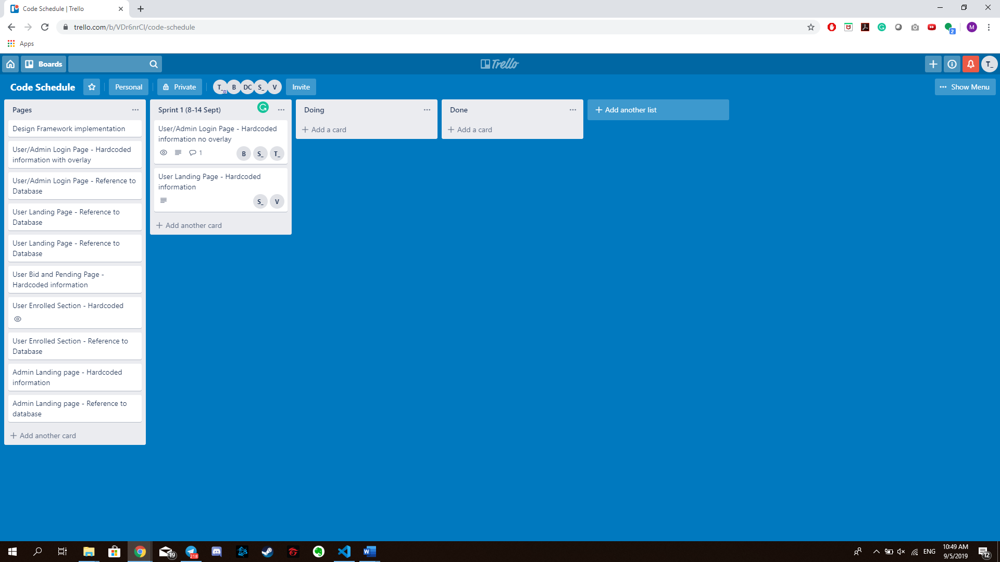 Code Schedule | Trello
trello.com/b/VDr6nrCl/code-schedule
M
2
Apps
Boards
Trello
T_
Code Schedule
Personal
Private
T_
B
DC
S_
V
Invite
Show Menu
Pages
Design Framework implementation
User/Admin Login Page - Hardcoded
information with overlay
User/Admin Login Page - Reference to
Database
User Landing Page - Reference to
Database
User Landing Page - Reference to
Database
User Bid and Pending Page -
Hardcoded information
User Enrolled Section - Hardcoded
User Enrolled Section - Reference to
Database
Admin Landing page - Hardcoded
information
Admin Landing page - Reference to
database
Add another card
Sprint 1 (8-14 Sept)
User/Admin Login Page - Hardcoded
information no overlay
1
B
S_
T_
User Landing Page - Hardcoded
information
S_
V
Add another card
Doing
Add a card
Done
Add a card
Add another list
19
218
W
ENG
10:49 AM
9/5/2019
12